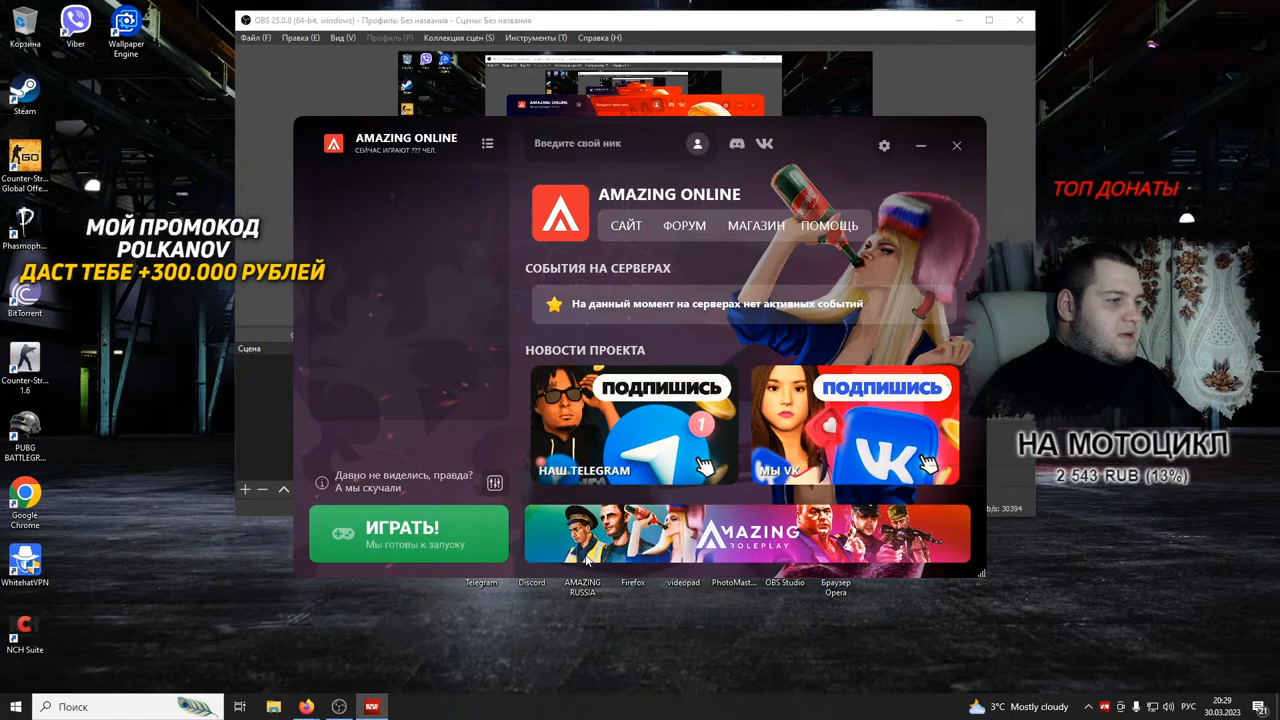 Корзина
Viber
Wallpaper
Engine
Steam
Counter-Str...
Global Offe...
Phasmoph...
BitTorrent
Counter-Str...
1.6
PUBG
BATTLEGR...
Google
Chrome
WhitehatVPN
NCH Suite
МОЙ ПРОМОКОД
POLKANOV
ДАСТ ТЕБЕ +300.000 РУБЛЕЙ
OBS 25.0.8 (64-bit, windows) - Профиль: Без названия - Сцены: Без названия
Файл (F) Правка (E) Вид (V) Профиль (P) Коллекция сцен (S) Инструменты (T) Справка (H)
AMAZING ONLINE
Сцена
b/s: 30394
AMAZING ONLINE
СЕЙЧАС ИГРАЮТ ??? ЧЕЛ.
Введите свой ник
AMAZING ONLINE
САЙТ ФОРУМ МАГАЗИН ПОМОЩЬ
СОБЫТИЯ НА СЕРВЕРАХ
На данный момент на серверах нет активных событий
НОВОСТИ ПРОЕКТА
ПОДПИШИСЬ
1
НАШ TELEGRAM
ПОДПИШИСЬ
МЫ VK
Давно не виделись, правда?
А мы скучали
ИГРАТЬ!
Мы готовы к запуску
AMAZING
ROLEPLAY
Telegram
Discord
AMAZING
RUSSIA
Firefox
videopad
PhotoMast...
OBS Studio
Браузер
Opera
ТОП ДОНАТЫ
НА МОТОЦИКЛ
2 543 RUB (13%)
Поиск
3°C Mostly cloudy
РУС
20:29
30.03.2023